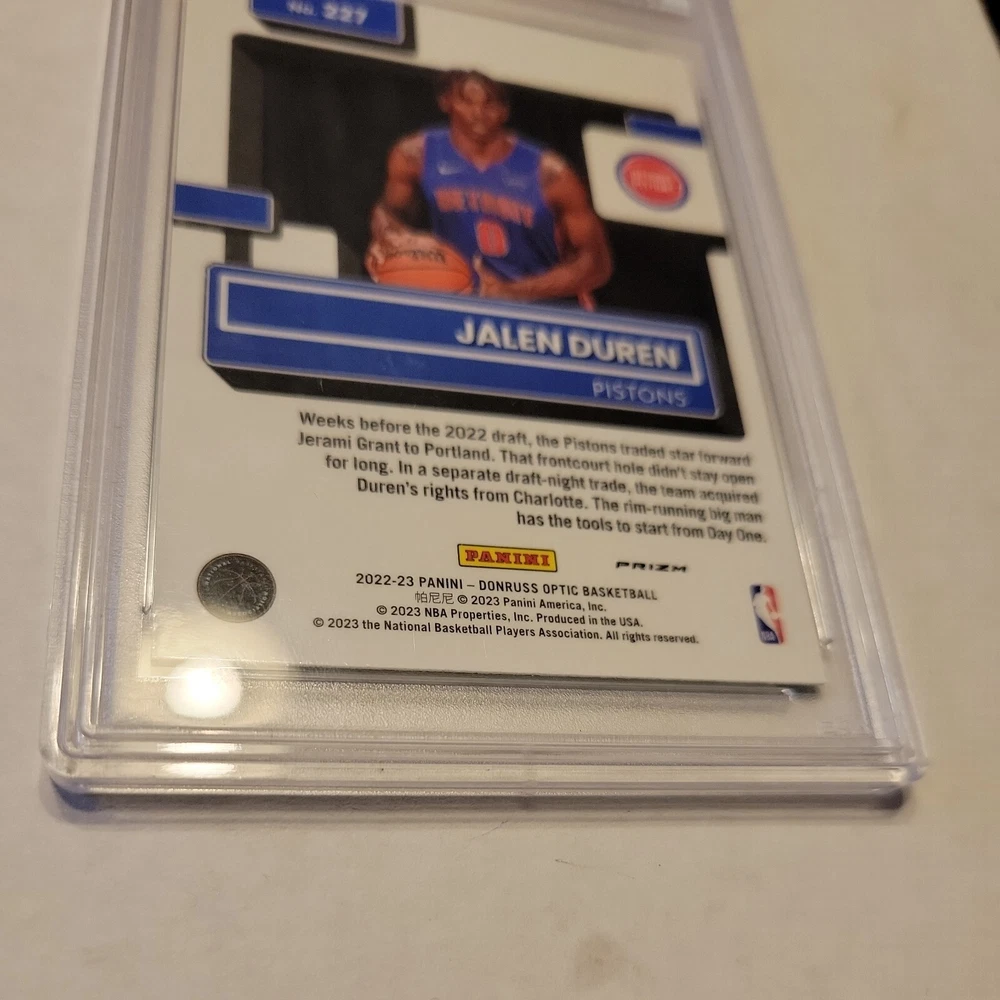 No. 227
DETROIT
0
JALEN DUREN
PISTONS
Weeks before the 2022 draft, the Pistons traded star forward
Jerami Grant to Portland. That frontcourt hole didn't stay open
for long. In a separate draft-night trade, the team acquired
Duren's rights from Charlotte. The rim-running big man
has the tools to start from Day One.
PANINI
PRIZM
2022-23 PANINI – DONRUSS OPTIC BASKETBALL
帕尼尼 © 2023 Panini America, Inc.
© 2023 NBA Properties, Inc. Produced in the USA.
© 2023 the National Basketball Players Association. All rights reserved.
NBA